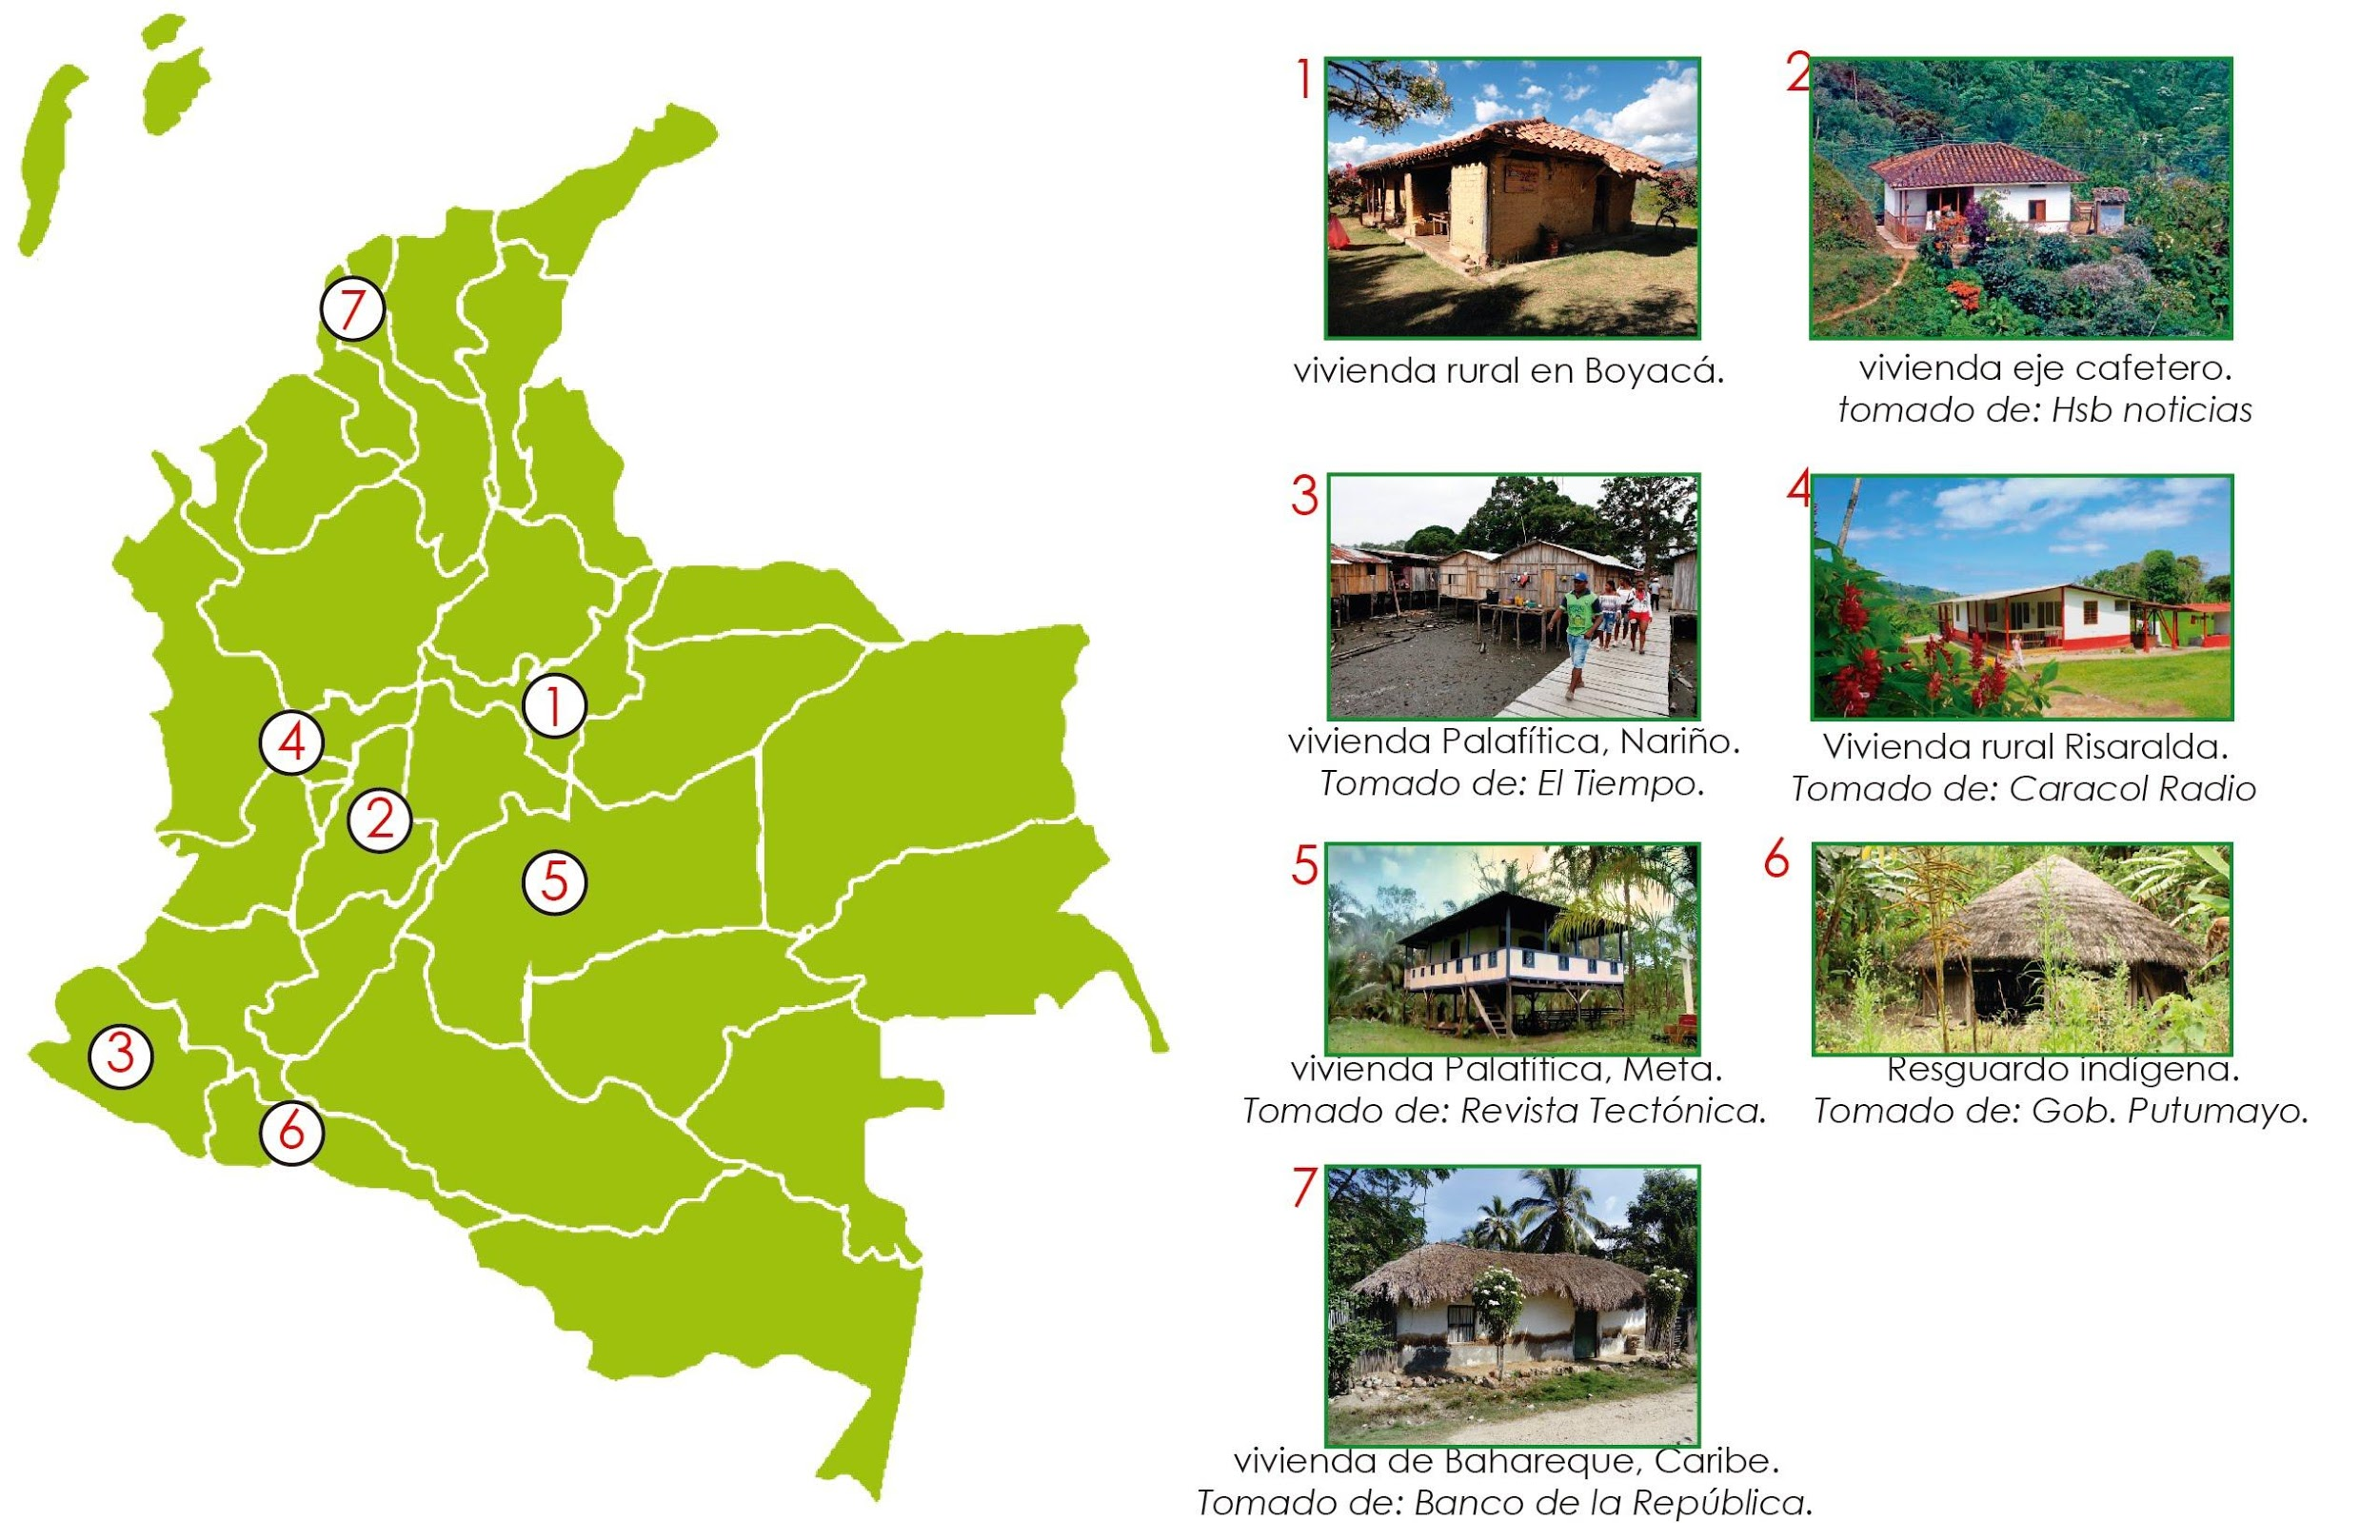 7
1
4
2
5
3
6
1
vivienda rural en Boyacá.
2
vivienda eje cafetero.
tomado de: Hsb noticias
3
vivienda Palafítica, Nariño.
Tomado de: El Tiempo.
4
Vivienda rural Risaralda.
Tomado de: Caracol Radio
5
vivienda Palafítica, Meta.
Tomado de: Revista Tectónica.
6
Resguardo indígena.
Tomado de: Gob. Putumayo.
7
vivienda de Bahareque, Caribe.
Tomado de: Banco de la República.